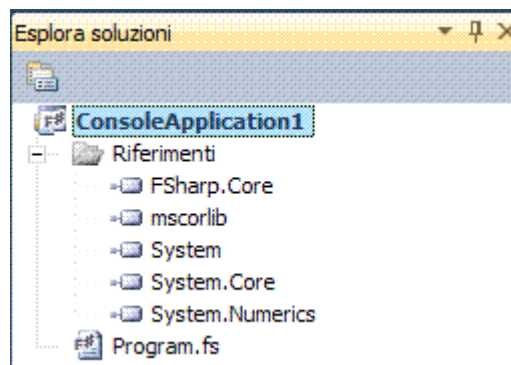 Esplora soluzioni
ConsoleApplication1
Riferimenti
FSharp.Core
mscorlib
System
System.Core
System.Numerics
Program.fs